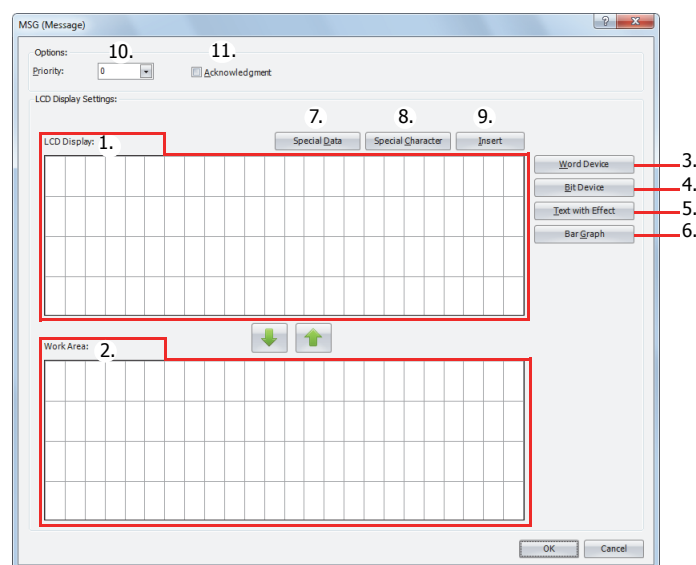 MSG (Message)
Options:
10. 11.
Priority: 0 Acknowledgment
LCD Display Settings:
7. 8. 9.
LCD Display: 1. Special Data Special Character Insert
Word Device 3.
Bit Device 4.
Text with Effect 5.
Bar Graph 6.
Work Area: 2.
OK Cancel